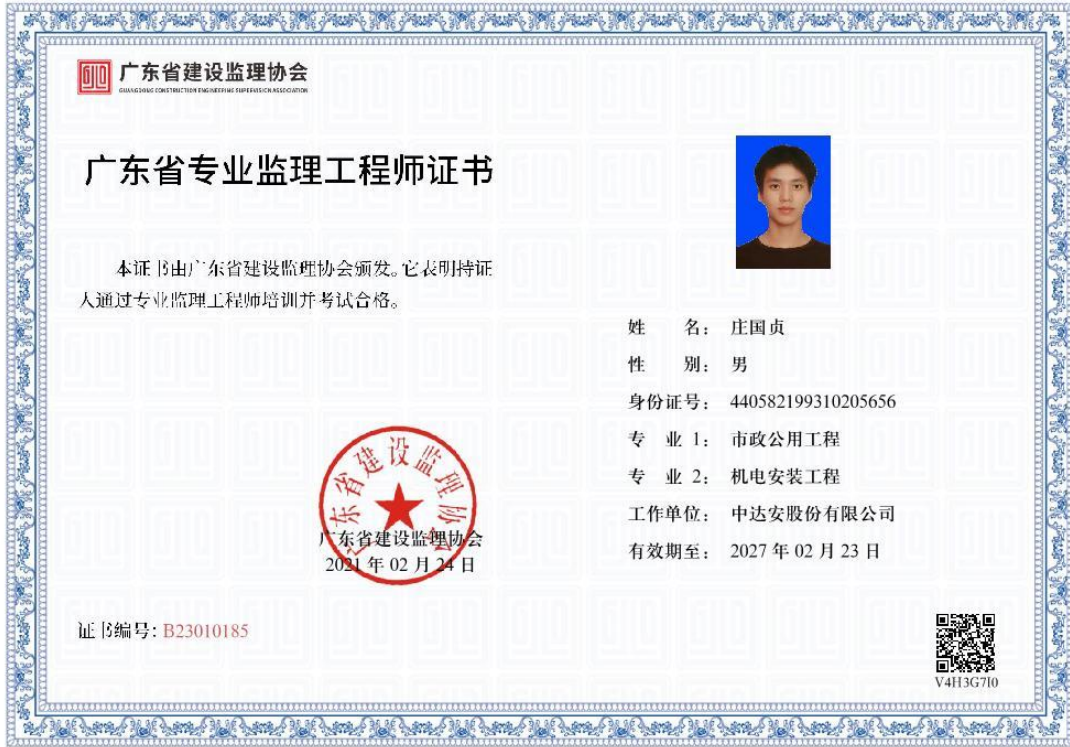 广东省建设监理协会
GUANGDONG CONSTRUCTION ENGINEERING SUPERVISION ASSOCIATION
广东省专业监理工程师证书
本证书由广东省建设监理协会颁发。它表明持证
人通过专业监理工程师培训并考试合格。
姓 名: 庄国贞
性 别: 男
身份证号: 440582199310205656
专 业 1: 市政公用工程
专 业 2: 机电安装工程
工作单位: 中达安股份有限公司
有效期至: 2027 年 02 月 23 日
广东省建设监理协会
广东省建设监理协会
2021 年 02 月 24 日
证书编号: B23010185
V4H3G7I0